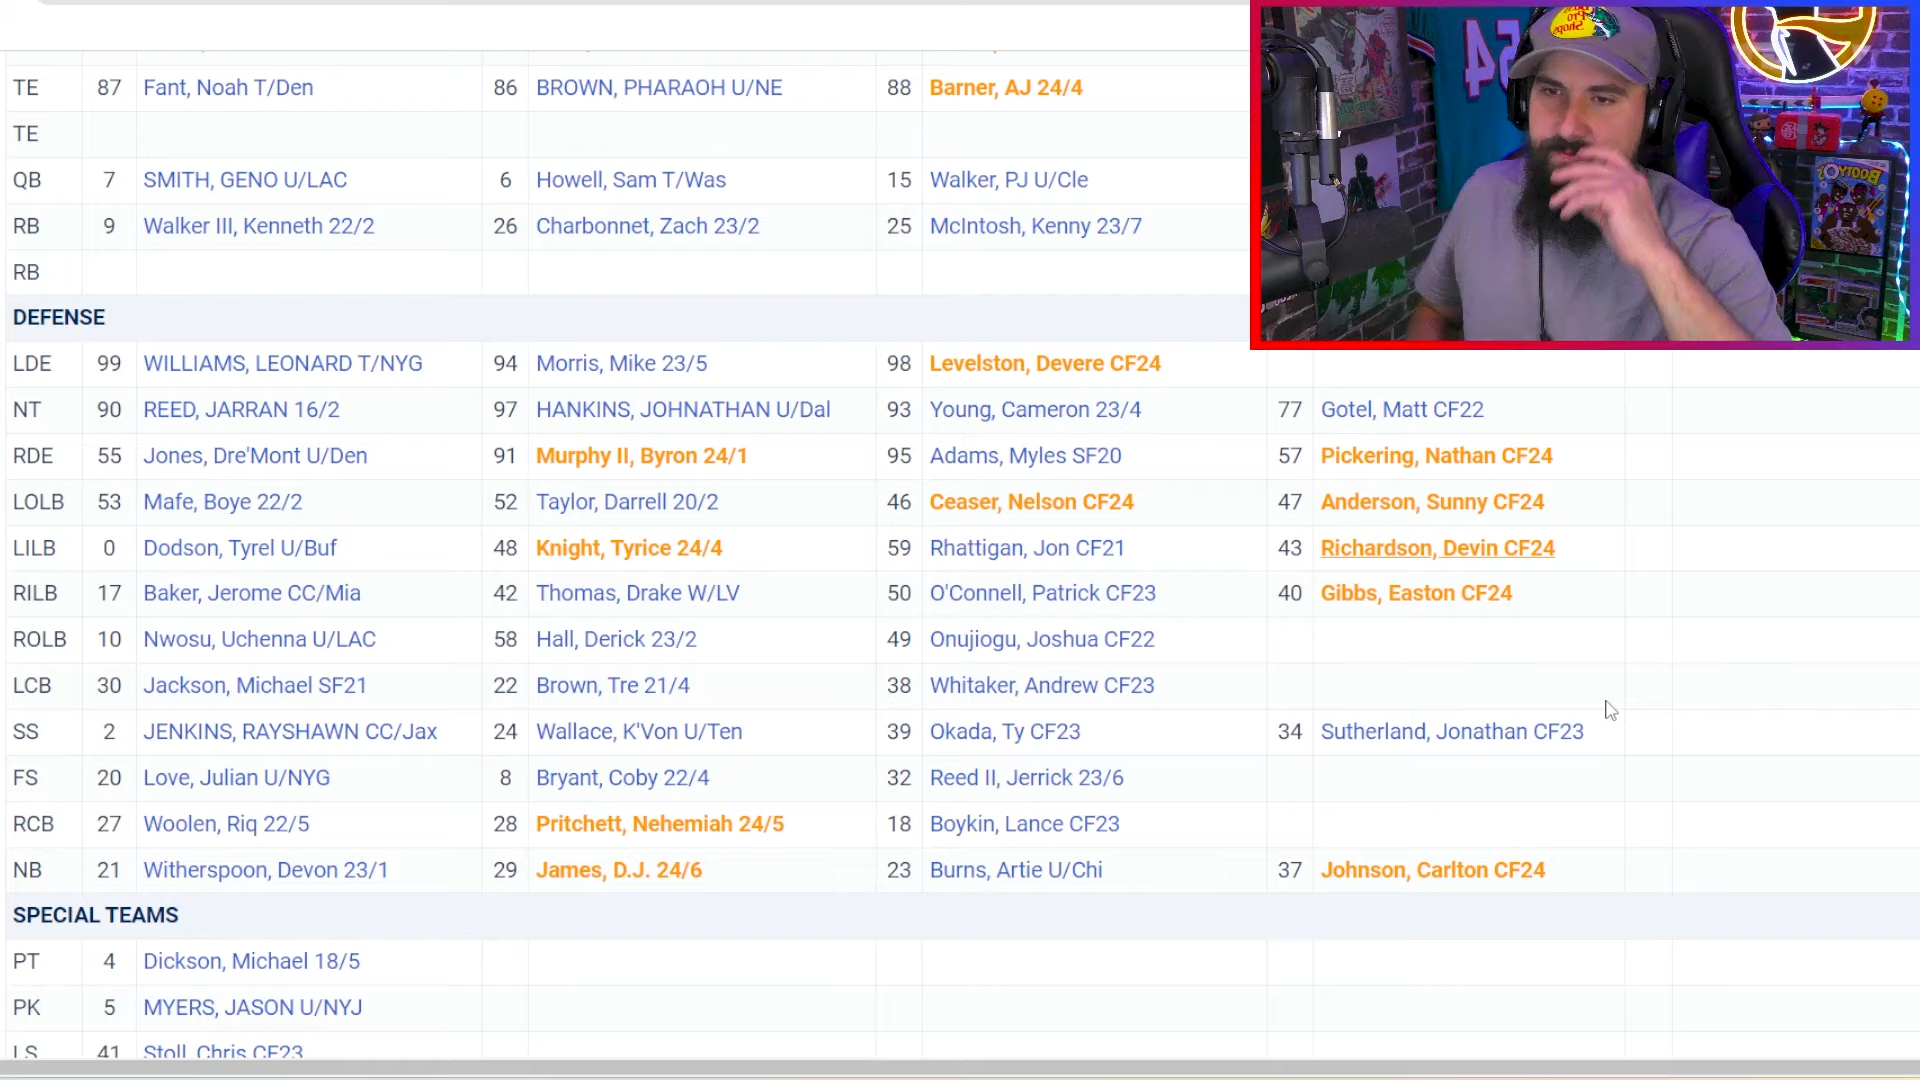 TE 87 Fant, Noah T/Den 86 BROWN, PHARAOH U/NE 88 Barner, AJ 24/4
TE
QB 7 SMITH, GENO U/LAC 6 Howell, Sam T/Was 15 Walker, PJ U/Cle
RB 9 Walker III, Kenneth 22/2 26 Charbonnet, Zach 23/2 25 McIntosh, Kenny 23/7
RB
DEFENSE
LDE 99 WILLIAMS, LEONARD T/NYG 94 Morris, Mike 23/5 98 Levelston, Devere CF24
NT 90 REED, JARRAN 16/2 97 HANKINS, JOHNATHAN U/Dal 93 Young, Cameron 23/4 77 Gotel, Matt CF22
RDE 55 Jones, Dre'Mont U/Den 91 Murphy II, Byron 24/1 95 Adams, Myles SF20 57 Pickering, Nathan CF24
LOLB 53 Mafe, Boye 22/2 52 Taylor, Darrell 20/2 46 Ceaser, Nelson CF24 47 Anderson, Sunny CF24
LILB 0 Dodson, Tyrel U/Buf 48 Knight, Tyrice 24/4 59 Rhattigan, Jon CF21 43 Richardson, Devin CF24
RILB 17 Baker, Jerome CC/Mia 42 Thomas, Drake W/LV 50 O'Connell, Patrick CF23 40 Gibbs, Easton CF24
ROLB 10 Nwosu, Uchenna U/LAC 58 Hall, Derick 23/2 49 Onujiogu, Joshua CF22
LCB 30 Jackson, Michael SF21 22 Brown, Tre 21/4 38 Whitaker, Andrew CF23
SS 2 JENKINS, RAYSHAWN CC/Jax 24 Wallace, K'Von U/Ten 39 Okada, Ty CF23 34 Sutherland, Jonathan CF23
FS 20 Love, Julian U/NYG 8 Bryant, Coby 22/4 32 Reed II, Jerrick 23/6
RCB 27 Woolen, Riq 22/5 28 Pritchett, Nehemiah 24/5 18 Boykin, Lance CF23
NB 21 Witherspoon, Devon 23/1 29 James, D.J. 24/6 23 Burns, Artie U/Chi 37 Johnson, Carlton CF24
SPECIAL TEAMS
PT 4 Dickson, Michael 18/5
PK 5 MYERS, JASON U/NYJ
LS 41 Stoll, Chris CF23
Bass Pro Shops
54
BOOTY O's